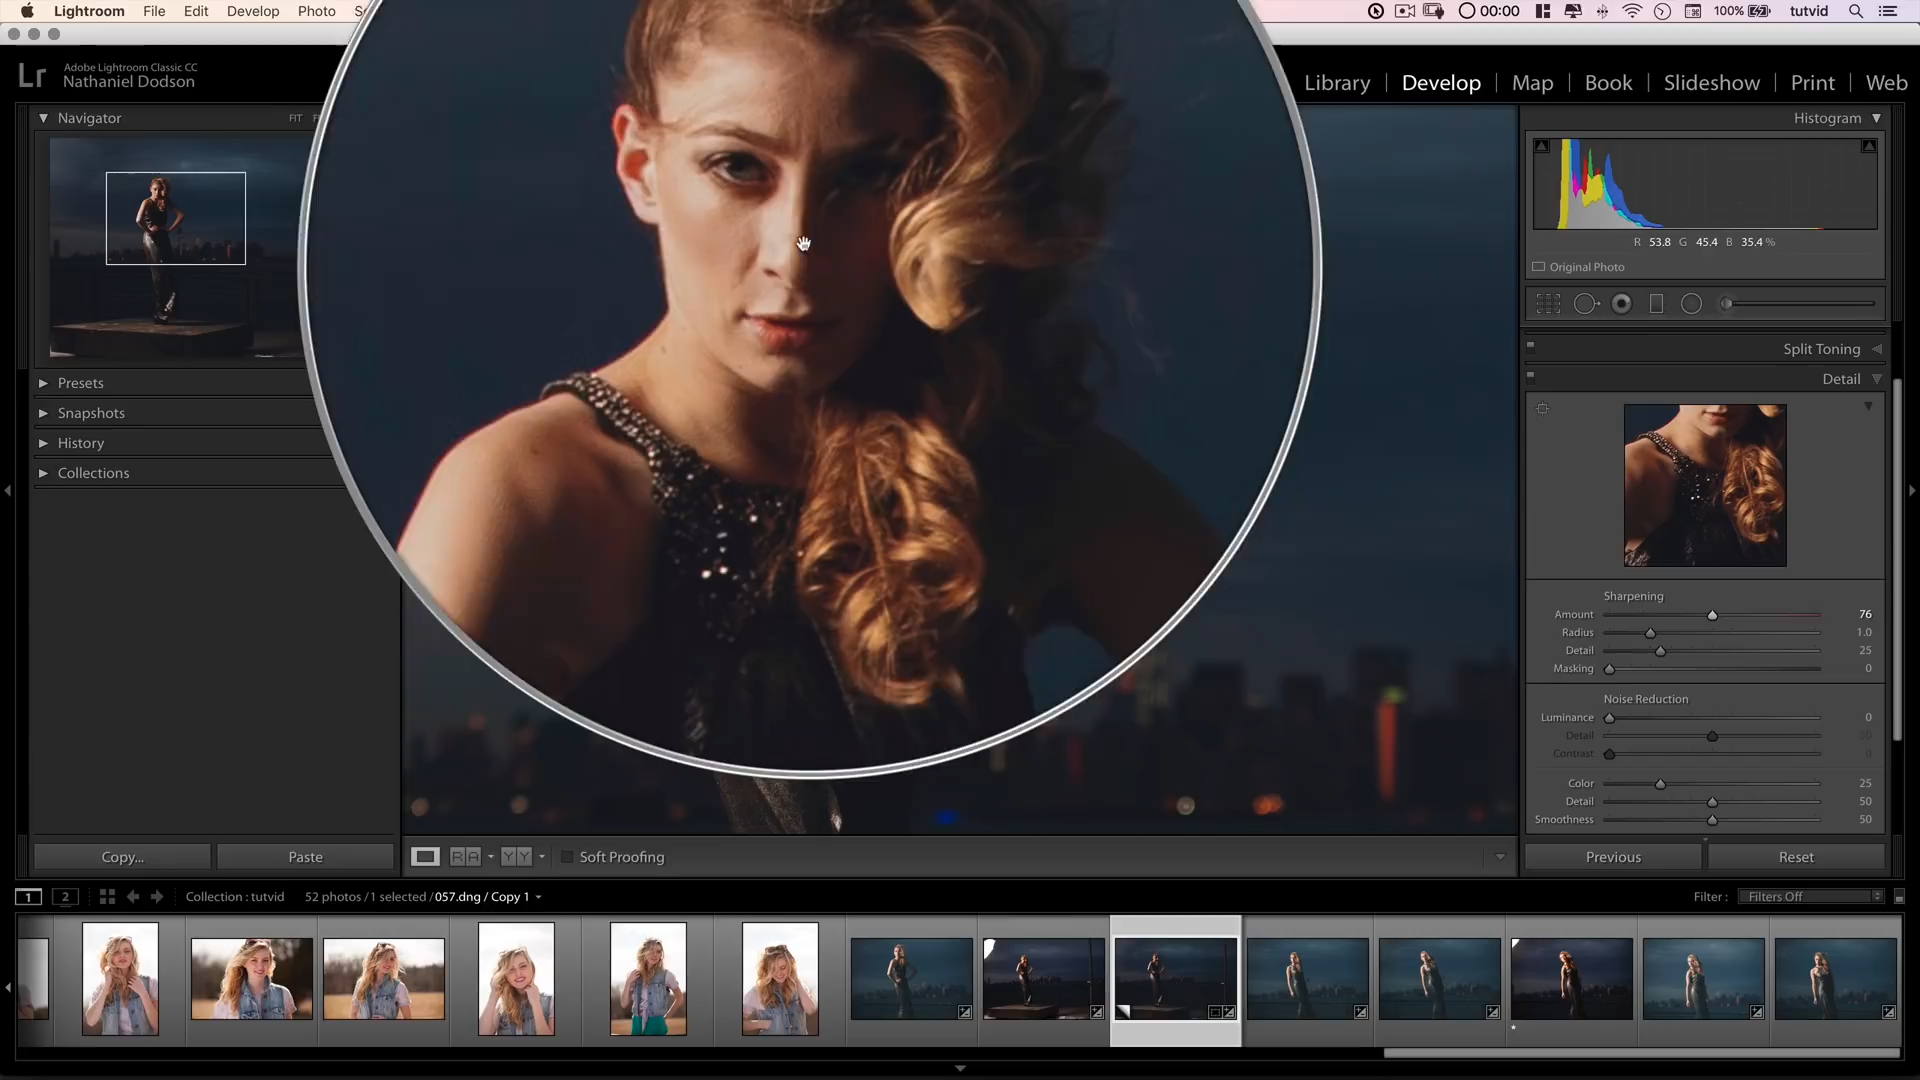 Lightroom File Edit Develop Photo
00:00 100% tutvid
Lr Adobe Lightroom Classic CC
Nathaniel Dodson
Library | Develop | Map | Book | Slideshow | Print | Web
Navigator FIT
Histogram
R 53.8 G 45.4 B 35.4 %
Original Photo
Split Toning
Detail
Presets
Snapshots
History
Collections
Sharpening
Amount 76
Radius 1.0
Detail 25
Masking 0
Noise Reduction
Luminance 0
Detail 50
Contrast 0
Color 25
Detail 50
Smoothness 50
Copy... Paste
R A Y Y Soft Proofing
Previous Reset
1 2 Collection : tutvid 52 photos / 1 selected / 057.dng / Copy 1
Filter : Filters Off